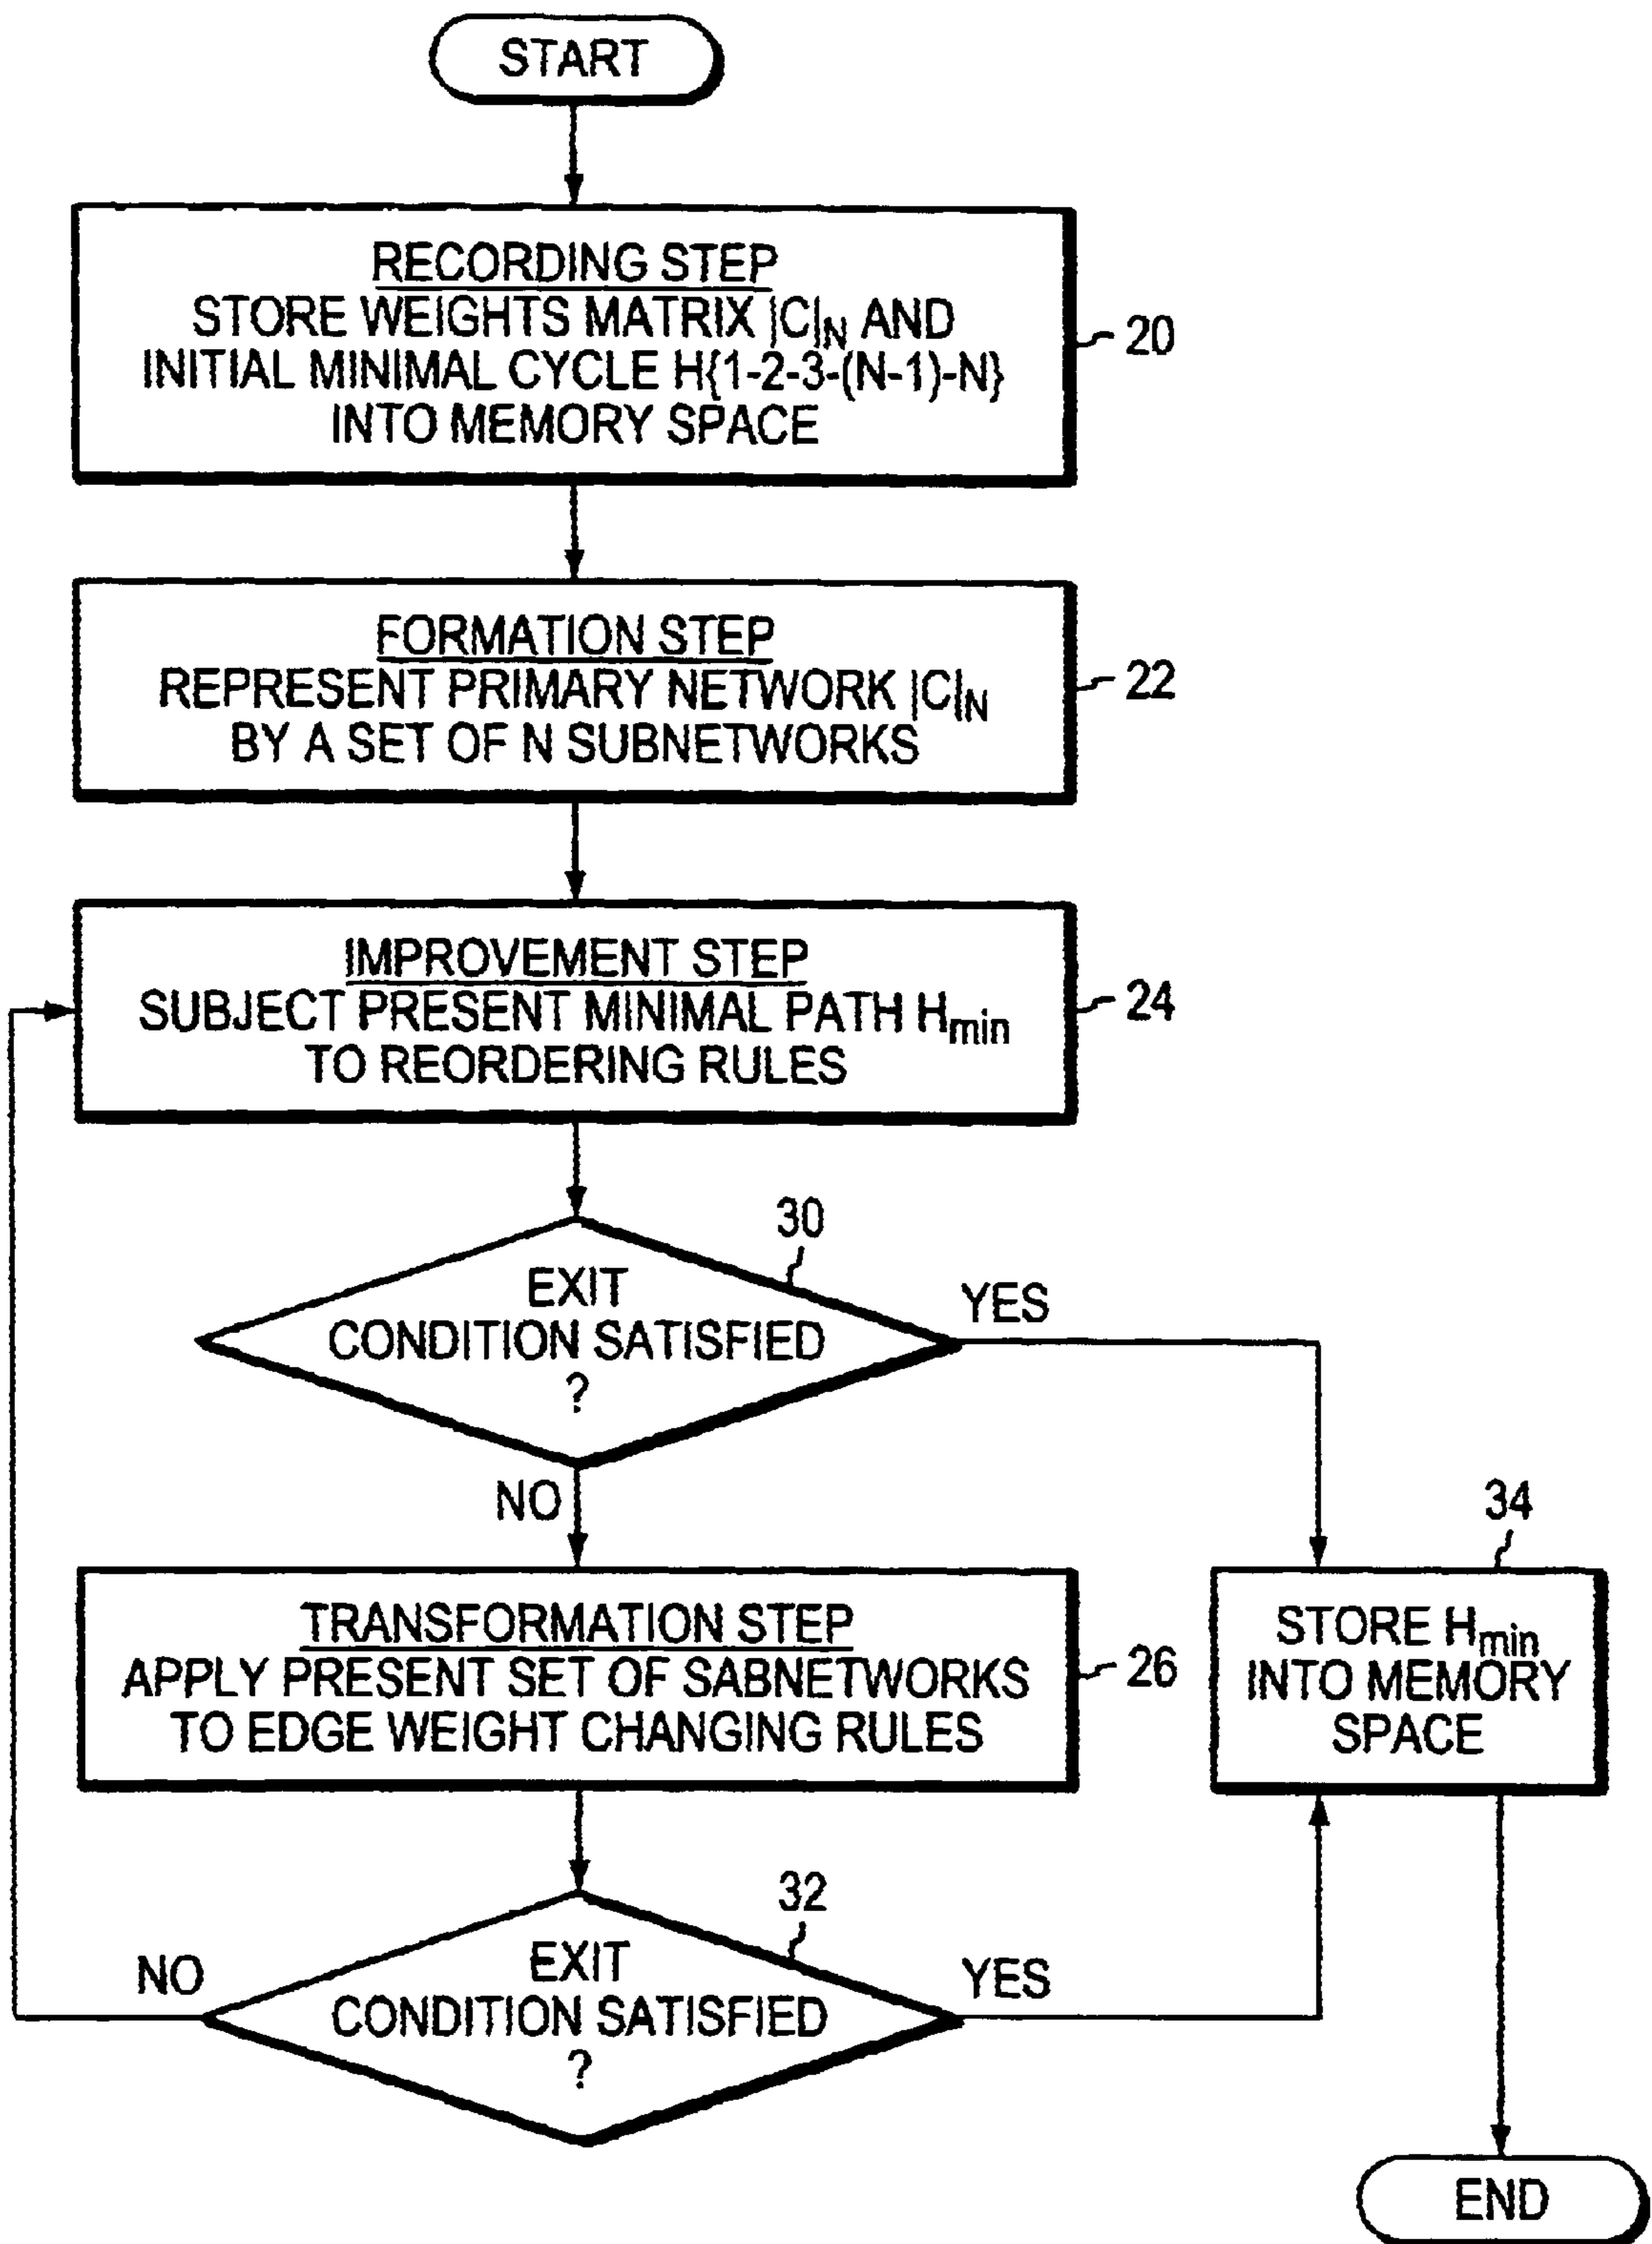 START
RECORDING STEP
STORE WEIGHTS MATRIX |C|N AND
INITIAL MINIMAL CYCLE H{1-2-3-(N-1)-N}
INTO MEMORY SPACE
20
FORMATION STEP
REPRESENT PRIMARY NETWORK |C|N
BY A SET OF N SUBNETWORKS
22
IMPROVEMENT STEP
SUBJECT PRESENT MINIMAL PATH Hmin
TO REORDERING RULES
24
30
EXIT
CONDITION SATISFIED
?
YES
NO
34
STORE Hmin
INTO MEMORY
SPACE
TRANSFORMATION STEP
APPLY PRESENT SET OF SABNETWORKS
TO EDGE WEIGHT CHANGING RULES
26
32
EXIT
CONDITION SATISFIED
?
NO
YES
END